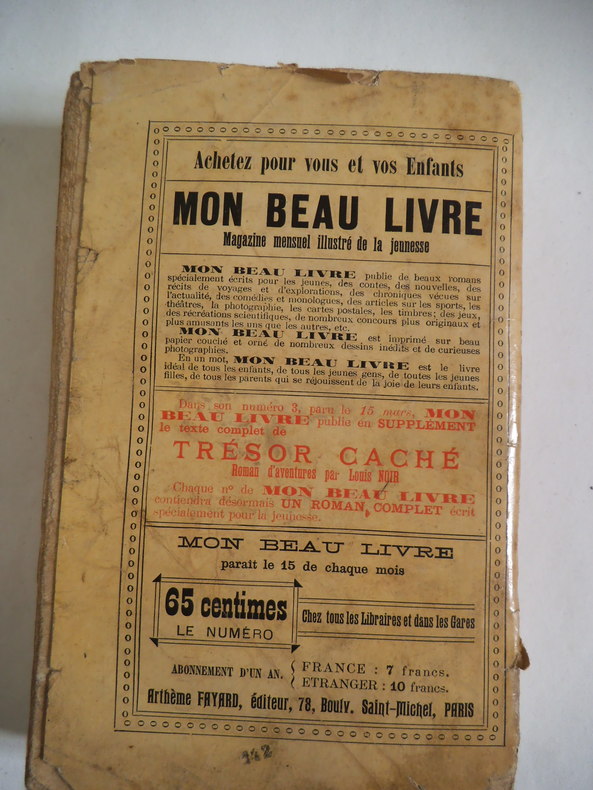 Achetez pour vous et vos Enfants
MON BEAU LIVRE
Magazine mensuel illustré de la jeunesse
MON BEAU LIVRE publie de beaux romans
spécialement écrits pour les jeunes, des contes, des nouvelles, des
récits de voyages et d'explorations, des chroniques vécues sur
l'actualité, des comédies et monologues, des articles sur les sports, les
théâtres, la photographie, les cartes postales, les timbres; des jeux,
des récréations scientifiques, de nombreux concours plus originaux et
plus amusants les uns que les autres, etc.
MON BEAU LIVRE est imprimé sur beau
papier couché et orné de nombreux dessins inédits et de curieuses
photographies.
En un mot, MON BEAU LIVRE est le livre
idéal de tous les enfants, de tous les jeunes gens, de toutes les jeunes
filles, de tous les parents qui se réjouissent de la joie de leurs enfants.
Dans son numéro 3, paru le 15 mars, MON
BEAU LIVRE publie en SUPPLÉMENT
le texte complet de
TRÉSOR CACHÉ
Roman d'aventures par Louis NOIR
Chaque nº de MON BEAU LIVRE
contiendra désormais UN ROMAN COMPLET écrit
spécialement pour la jeunesse.
MON BEAU LIVRE
paraît le 15 de chaque mois
65 centimes
LE NUMÉRO
Chez tous les Libraires et dans les Gares
ABONNEMENT D'UN AN. { FRANCE : 7 francs.
ETRANGER : 10 francs.
Arthème FAYARD, éditeur, 78, Boulv. Saint-Michel, PARIS